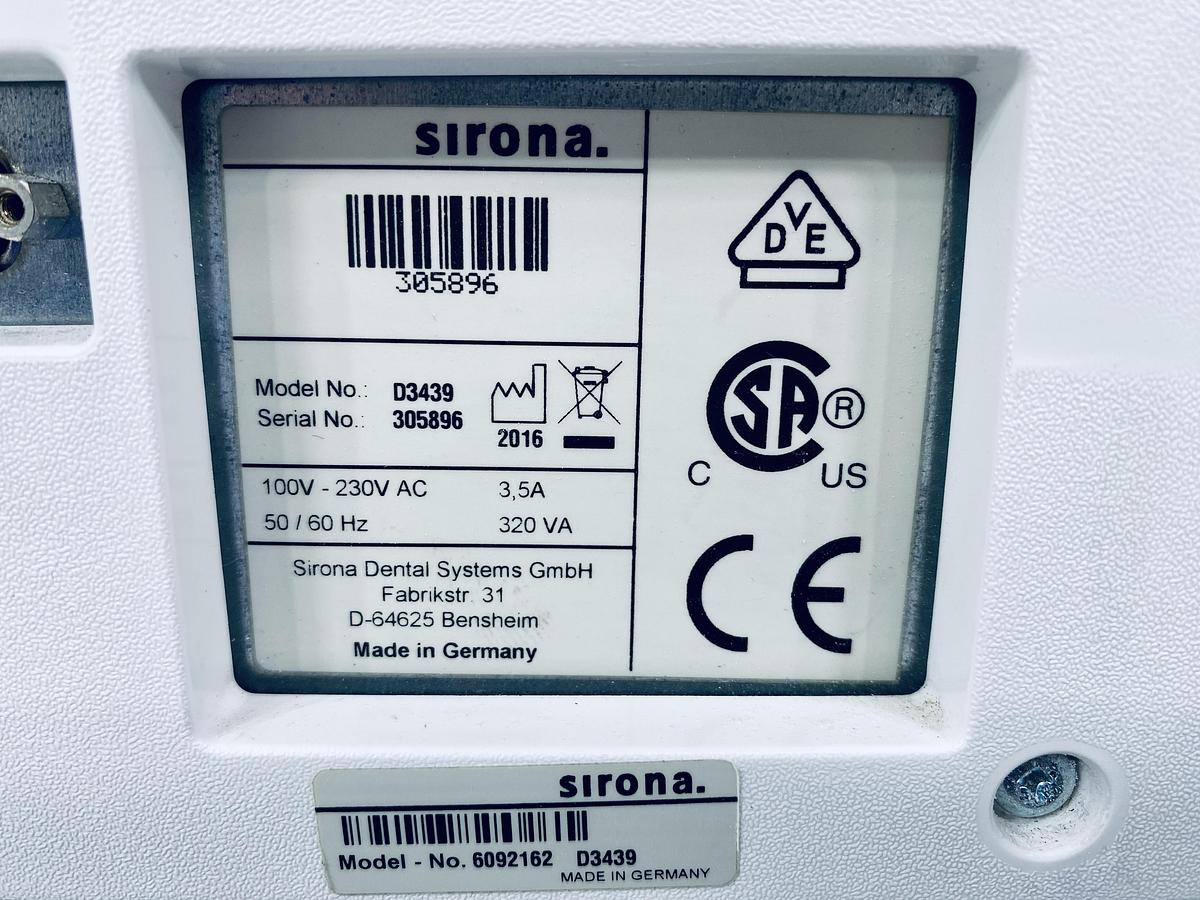 sirona.
305896
Model No.: D3439
Serial No.: 305896
2016
100V - 230V AC 3,5A
50 / 60 Hz 320 VA
Sirona Dental Systems GmbH
Fabrikstr. 31
D-64625 Bensheim
Made in Germany
VDE
CSA ®
C US
CE
sirona.
Model - No. 6092162 D3439
MADE IN GERMANY